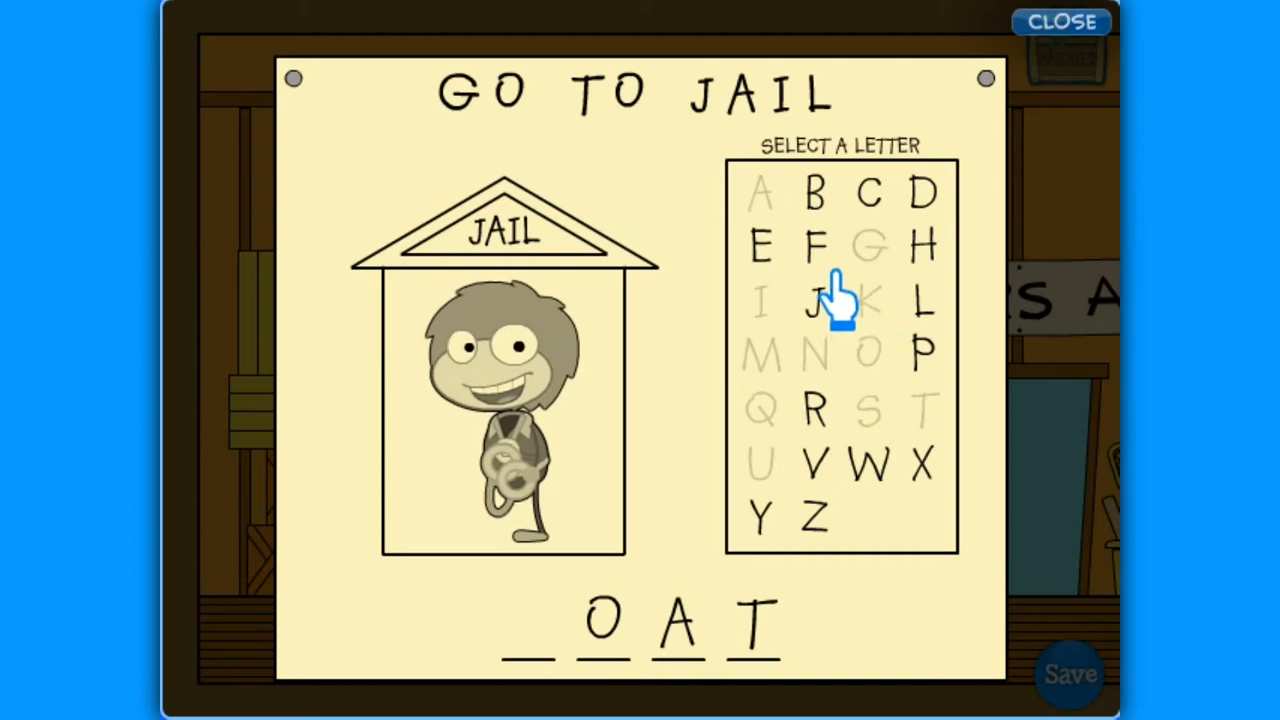 CLOSE
GO TO JAIL
SELECT A LETTER
JAIL
A B C D
E F G H
I J K L
M N O P
Q R S T
U V W X
Y Z
S A
_ O A T
Save